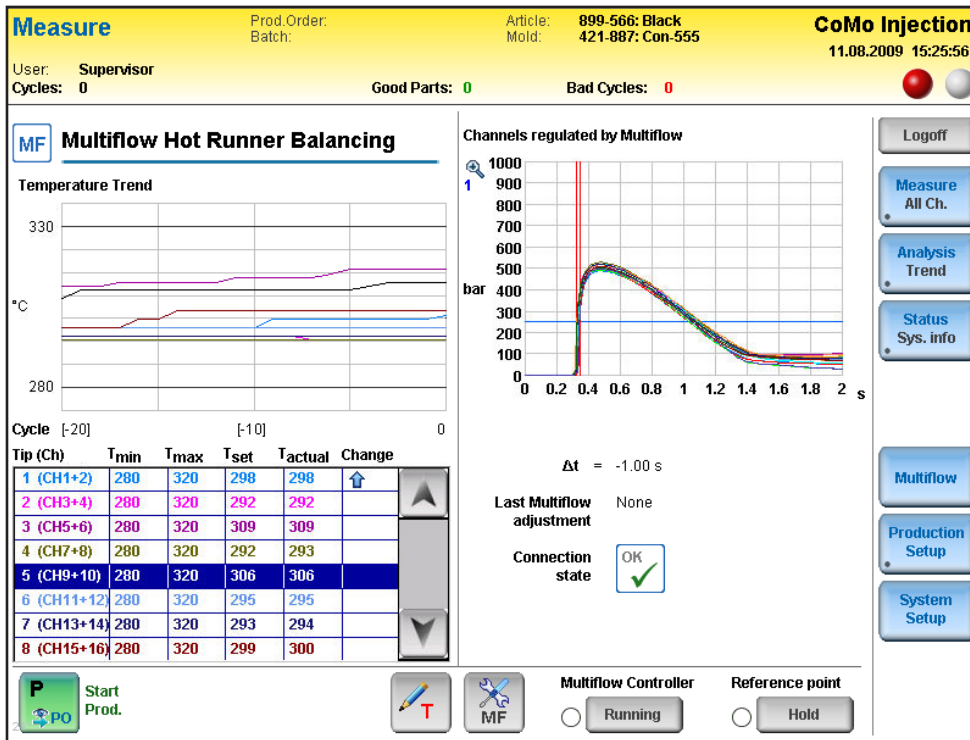 Measure
Prod.Order:
Batch:
Article: 899-566: Black
Mold: 421-887: Con-555
CoMo Injection
11.08.2009 15:25:56
User: Supervisor
Cycles: 0
Good Parts: 0
Bad Cycles: 0
MF Multiflow Hot Runner Balancing
Temperature Trend
330
°C
280
Cycle [-20] [-10] 0
Tip (Ch) Tmin Tmax Tset Tactual Change
1 (CH1+2) 280 320 298 298
2 (CH3+4) 280 320 292 292
3 (CH5+6) 280 320 309 309
4 (CH7+8) 280 320 292 293
5 (CH9+10) 280 320 306 306
6 (CH11+12) 280 320 295 295
7 (CH13+14) 280 320 293 294
8 (CH15+16) 280 320 299 300
Channels regulated by Multiflow
1
1000
900
800
700
600
500
bar 400
300
200
100
0
0 0.2 0.4 0.6 0.8 1 1.2 1.4 1.6 1.8 2 s
Δt = -1.00 s
Last Multiflow
adjustment
None
Connection
state
OK
Logoff
Measure
All Ch.
Analysis
Trend
Status
Sys. info
Multiflow
Production
Setup
System
Setup
P
PO
Start
Prod.
T
MF
Multiflow Controller
Running
Reference point
Hold